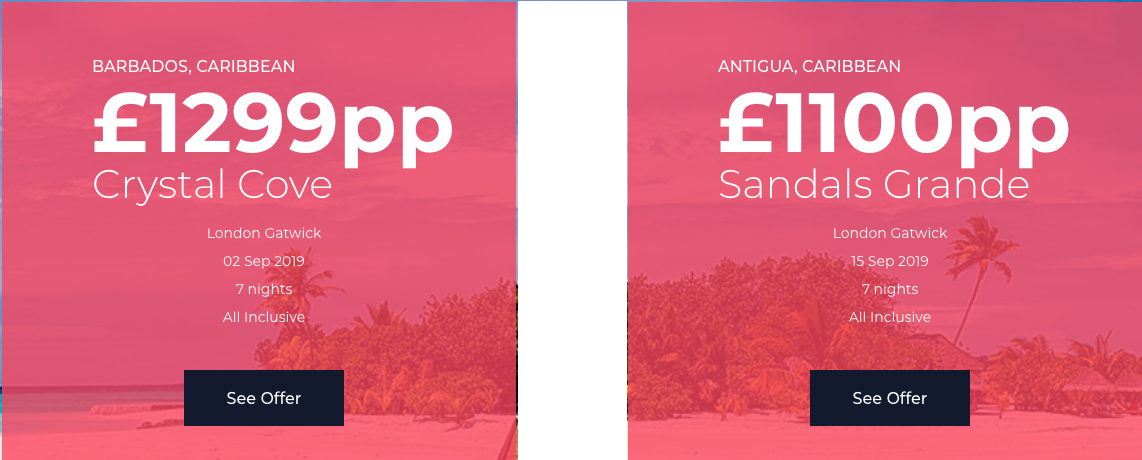 BARBADOS, CARIBBEAN
£1299pp
Crystal Cove
London Gatwick
02 Sep 2019
7 nights
All Inclusive
See Offer
ANTIGUA, CARIBBEAN
£1100pp
Sandals Grande
London Gatwick
15 Sep 2019
7 nights
All Inclusive
See Offer